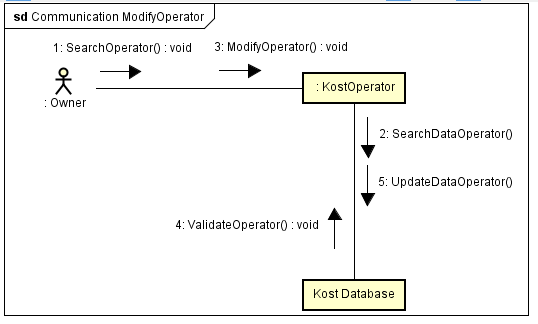 sd Communication ModifyOperator
1: SearchOperator() : void
3: ModifyOperator() : void
: Owner
: KostOperator
2: SearchDataOperator()
5: UpdateDataOperator()
4: ValidateOperator() : void
Kost Database